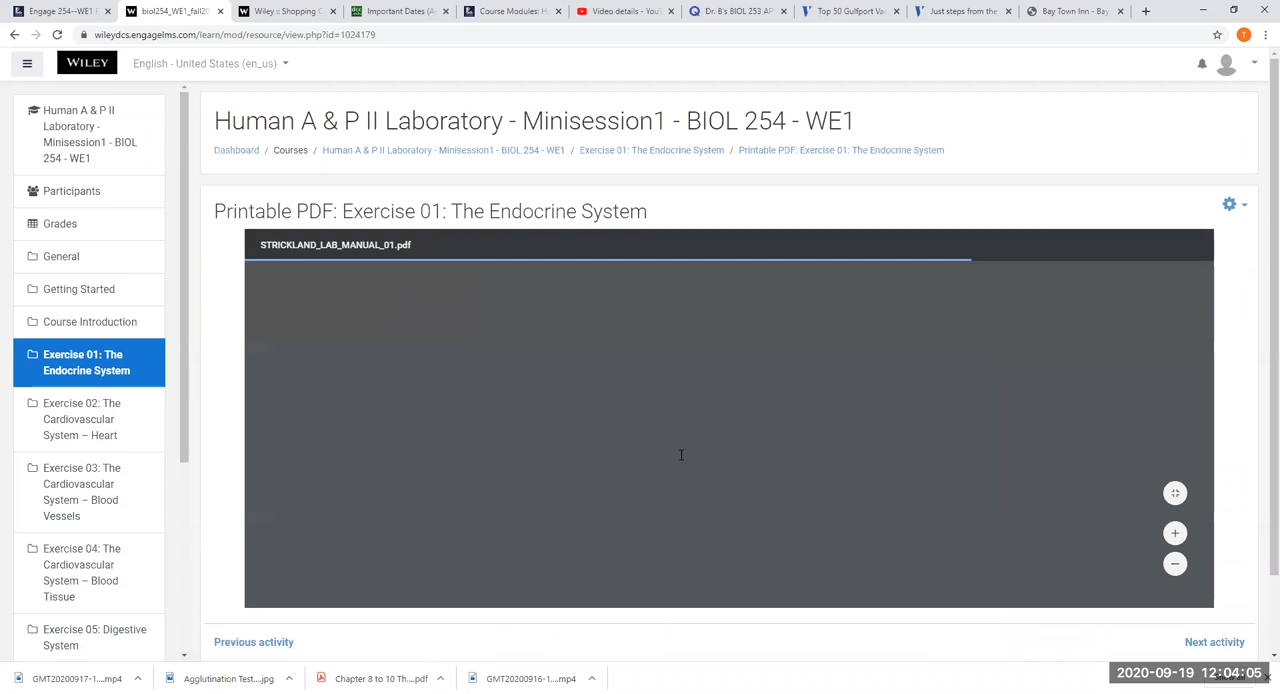 Engage 254--WE1 F
biol254_WE1_fall20
Wiley :: Shopping C
Important Dates (A
Course Modules: H
Video details - You
Dr. B's BIOL 253 AP
Top 50 Gulfport Va
Just steps from the
Bay Town Inn - Bay
wileydcs.engagelms.com/learn/mod/resource/view.php?id=1024179
T
WILEY
English - United States (en_us)
Human A & P II
Laboratory -
Minisession1 - BIOL
254 - WE1
Participants
Grades
General
Getting Started
Course Introduction
Exercise 01: The
Endocrine System
Exercise 02: The
Cardiovascular
System – Heart
Exercise 03: The
Cardiovascular
System – Blood
Vessels
Exercise 04: The
Cardiovascular
System – Blood
Tissue
Exercise 05: Digestive
System
Human A & P II Laboratory - Minisession1 - BIOL 254 - WE1
Dashboard / Courses / Human A & P II Laboratory - Minisession1 - BIOL 254 - WE1 / Exercise 01: The Endocrine System / Printable PDF: Exercise 01: The Endocrine System
Printable PDF: Exercise 01: The Endocrine System
STRICKLAND_LAB_MANUAL_01.pdf
Previous activity
Next activity
GMT20200917-1....mp4
Agglutination Test....jpg
Chapter 8 to 10 Th....pdf
GMT20200916-1....mp4
2020-09-19 12:04:05